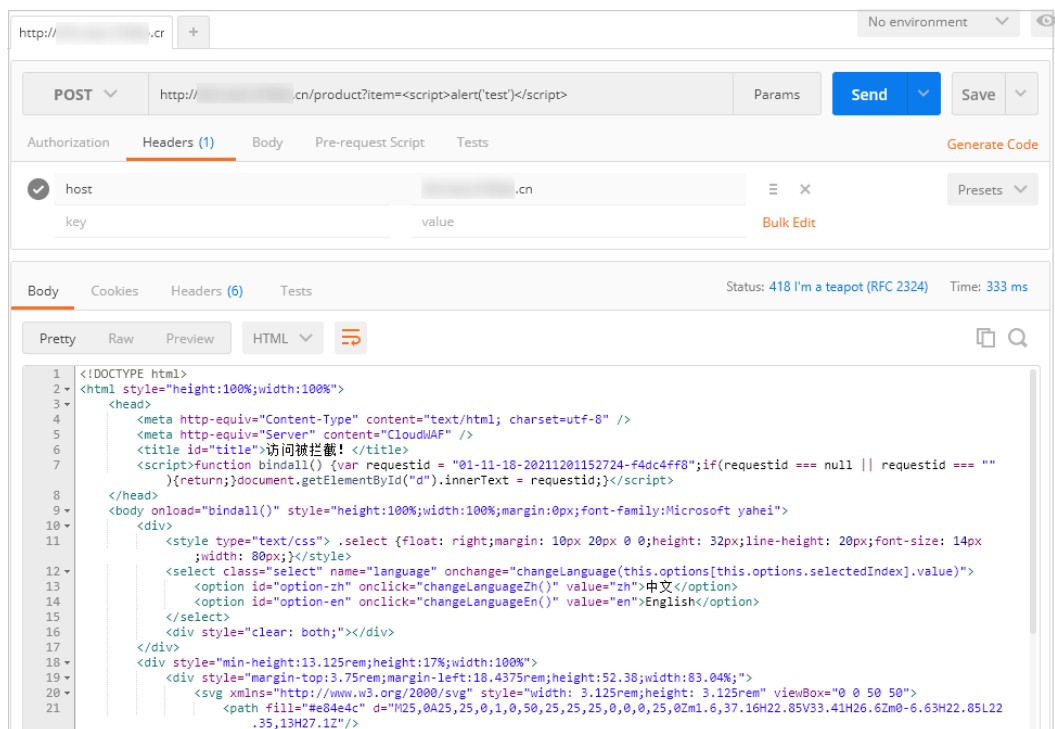 http:// .cr +
No environment
POST http:// .cn/product?item=<script>alert('test')</script> Params Send Save
Authorization Headers (1) Body Pre-request Script Tests Generate Code
host .cn Presets
key value Bulk Edit
Body Cookies Headers (6) Tests Status: 418 I'm a teapot (RFC 2324) Time: 333 ms
Pretty Raw Preview HTML
1 <!DOCTYPE html>
2 <html style="height:100%;width:100%">
3 <head>
4 <meta http-equiv="Content-Type" content="text/html; charset=utf-8" />
5 <meta http-equiv="Server" content="CloudWAF" />
6 <title id="title">访问被拦截！</title>
7 <script>function bindall() {var requestid = "01-11-18-20211201152724-f4dc4ff8";if(requestid === null || requestid === ""
){return;}document.getElementById("d").innerText = requestid;}</script>
8 </head>
9 <body onload="bindall()" style="height:100%;width:100%;margin:0px;font-family:Microsoft yahei">
10 <div>
11 <style type="text/css"> .select {float: right;margin: 10px 20px 0 0;height: 32px;line-height: 20px;font-size: 14px
;width: 80px;}</style>
12 <select class="select" name="language" onchange="changeLanguage(this.options[this.options.selectedIndex].value)">
13 <option id="option-zh" onclick="changeLanguageZh()" value="zh">中文</option>
14 <option id="option-en" onclick="changeLanguageEn()" value="en">English</option>
15 </select>
16 <div style="clear: both;"></div>
17 </div>
18 <div style="min-height:13.125rem;height:17%;width:100%">
19 <div style="margin-top:3.75rem;margin-left:18.4375rem;height:52.38;width:83.04%;">
20 <svg xmlns="http://www.w3.org/2000/svg" style="width: 3.125rem;height: 3.125rem" viewBox="0 0 50 50">
21 <path fill="#e84e4c" d="M25,0A25,25,0,1,0,50,25,25,25,0,0,0,25,0Zm1.6,37.16H22.85V33.41H26.6Zm0-6.63H22.85L22
.35,13H27.1Z"/>